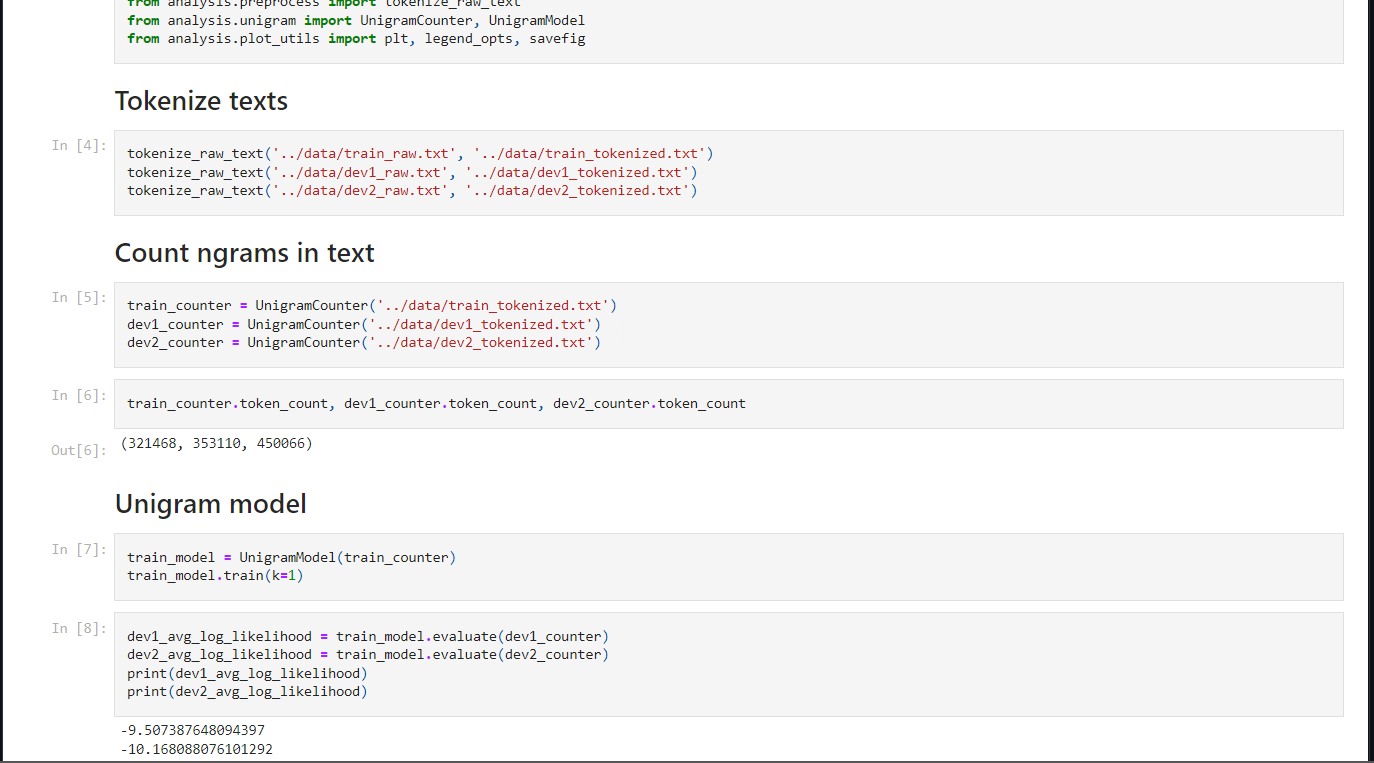 from analysis.preprocess import tokenize_raw_text
from analysis.unigram import UnigramCounter, UnigramModel
from analysis.plot_utils import plt, legend_opts, savefig
Tokenize texts
In [4]:
tokenize_raw_text('../data/train_raw.txt', '../data/train_tokenized.txt')
tokenize_raw_text('../data/dev1_raw.txt', '../data/dev1_tokenized.txt')
tokenize_raw_text('../data/dev2_raw.txt', '../data/dev2_tokenized.txt')
Count ngrams in text
In [5]:
train_counter = UnigramCounter('../data/train_tokenized.txt')
dev1_counter = UnigramCounter('../data/dev1_tokenized.txt')
dev2_counter = UnigramCounter('../data/dev2_tokenized.txt')
In [6]:
train_counter.token_count, dev1_counter.token_count, dev2_counter.token_count
Out[6]:
(321468, 353110, 450066)
Unigram model
In [7]:
train_model = UnigramModel(train_counter)
train_model.train(k=1)
In [8]:
dev1_avg_log_likelihood = train_model.evaluate(dev1_counter)
dev2_avg_log_likelihood = train_model.evaluate(dev2_counter)
print(dev1_avg_log_likelihood)
print(dev2_avg_log_likelihood)
-9.507387648094397
-10.168088076101292